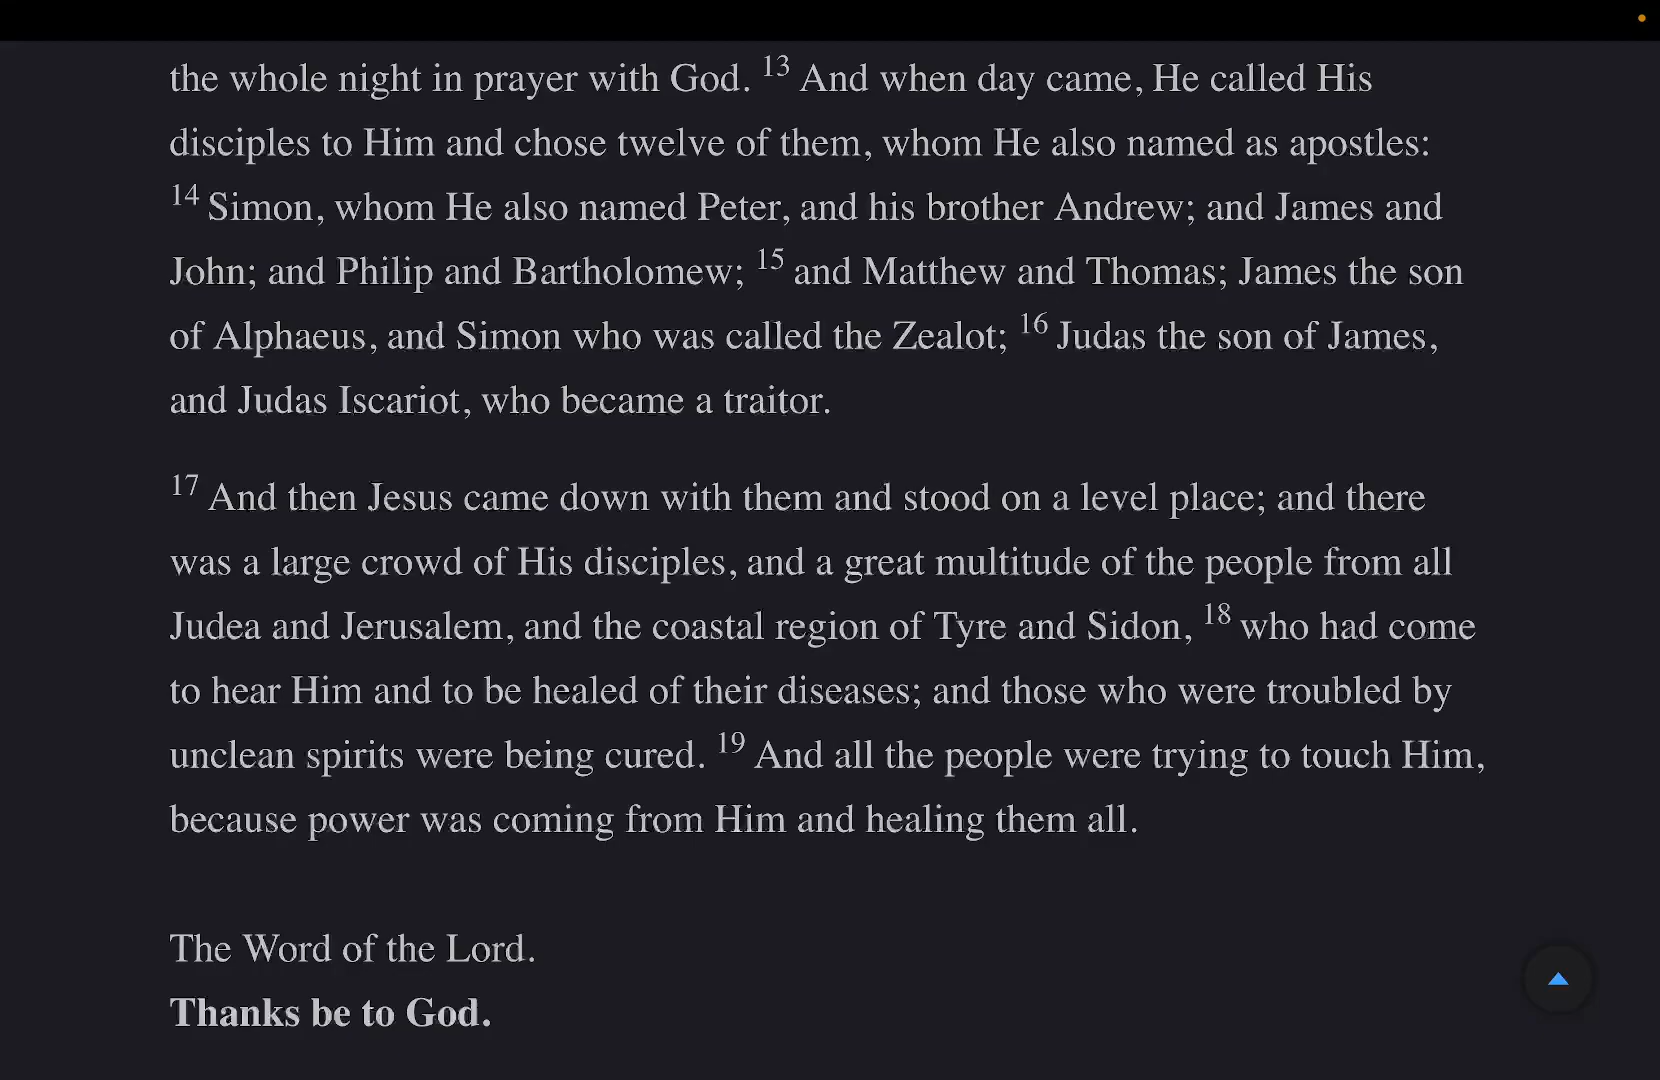 the whole night in prayer with God. 13 And when day came, He called His
disciples to Him and chose twelve of them, whom He also named as apostles:
14 Simon, whom He also named Peter, and his brother Andrew; and James and
John; and Philip and Bartholomew; 15 and Matthew and Thomas; James the son
of Alphaeus, and Simon who was called the Zealot; 16 Judas the son of James,
and Judas Iscariot, who became a traitor.
17 And then Jesus came down with them and stood on a level place; and there
was a large crowd of His disciples, and a great multitude of the people from all
Judea and Jerusalem, and the coastal region of Tyre and Sidon, 18 who had come
to hear Him and to be healed of their diseases; and those who were troubled by
unclean spirits were being cured. 19 And all the people were trying to touch Him,
because power was coming from Him and healing them all.
The Word of the Lord.
Thanks be to God.